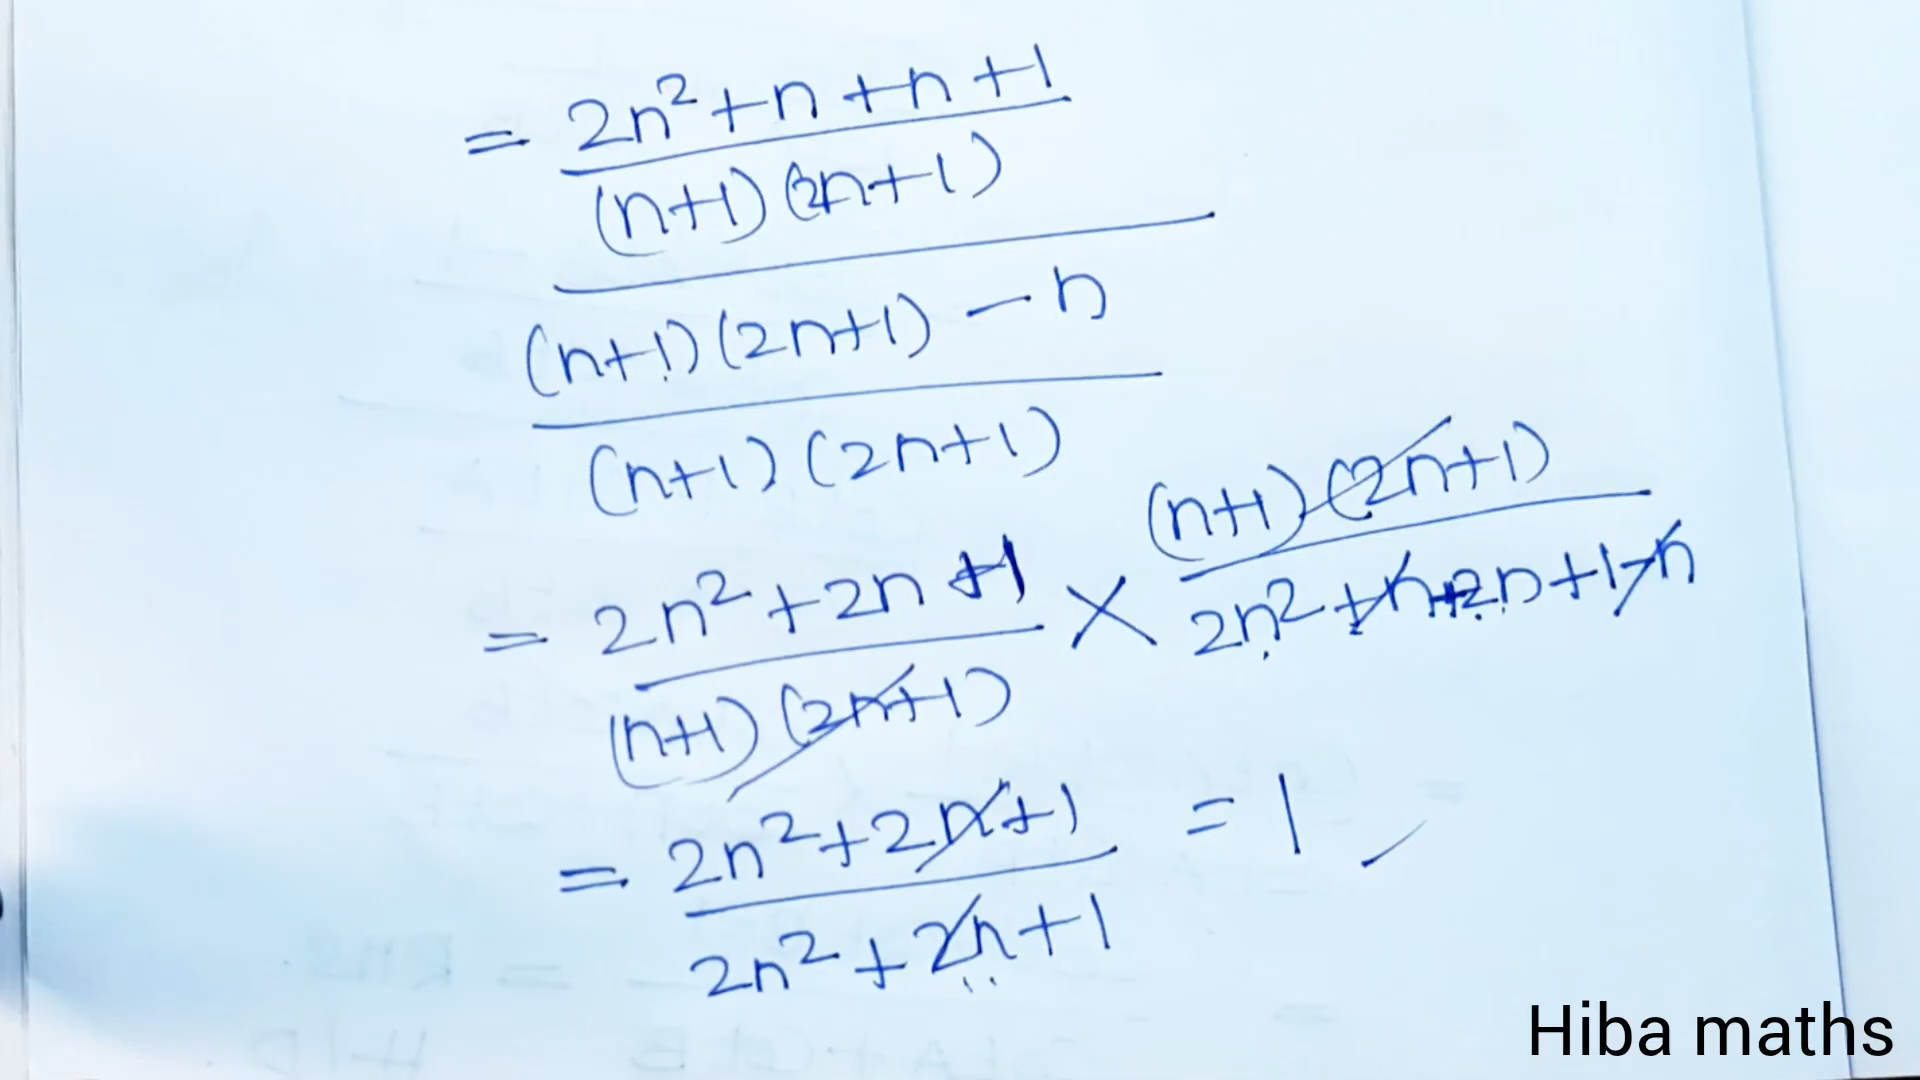 = 2n² + n + n + 1
(n+1) (2n+1)
(n+1) (2n+1) - n
(n+1) (2n+1)
(n+1) (2n+1)
= 2n² + 2n + 1 × 2n² + n + 2n + 1 - n
(n+1) (2n+1)
= 2n² + 2n + 1 = 1
2n² + 2n + 1
Hiba maths